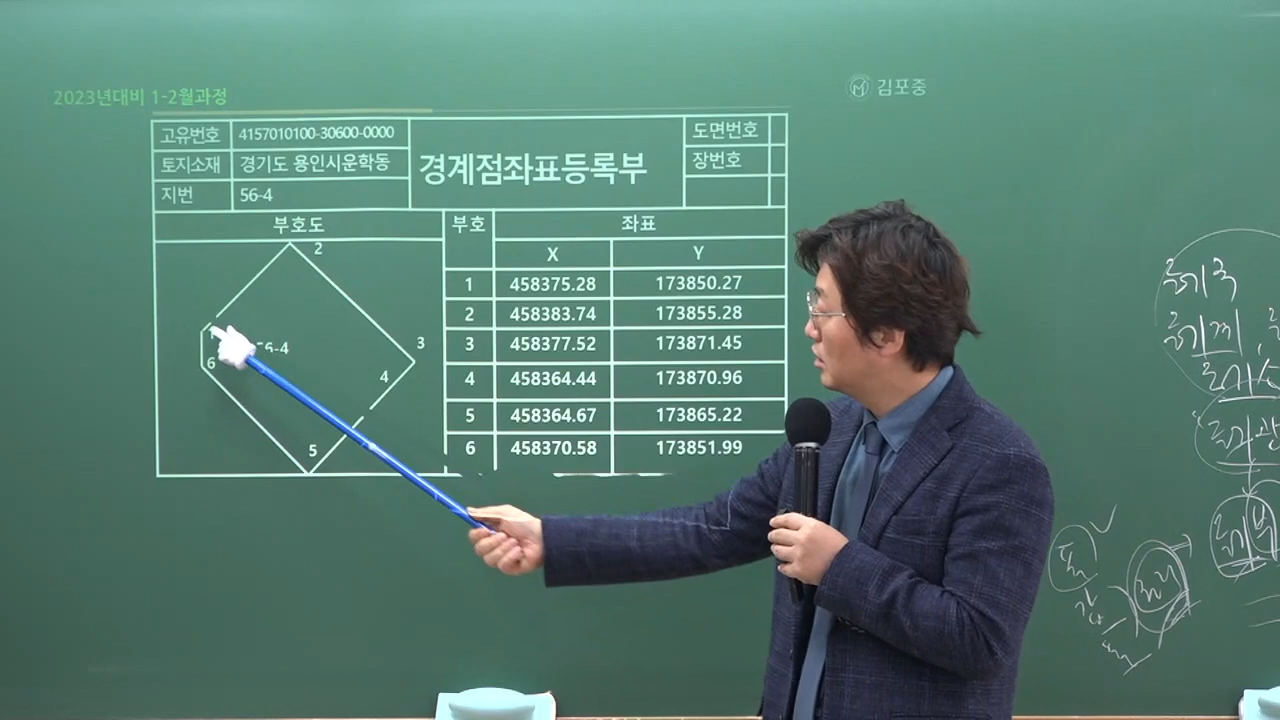 2023년대비 1-2월과정
김포중
고유번호 4157010100-30600-0000
토지소재 경기도 용인시운학동
지번 56-4
경계점좌표등록부
도면번호
장번호
부호도 부호 좌표
X Y
1 458375.28 173850.27
2 458383.74 173855.28
3 458377.52 173871.45
4 458364.44 173870.96
5 458364.67 173865.22
6 458370.58 173851.99
2
3
4
5
6